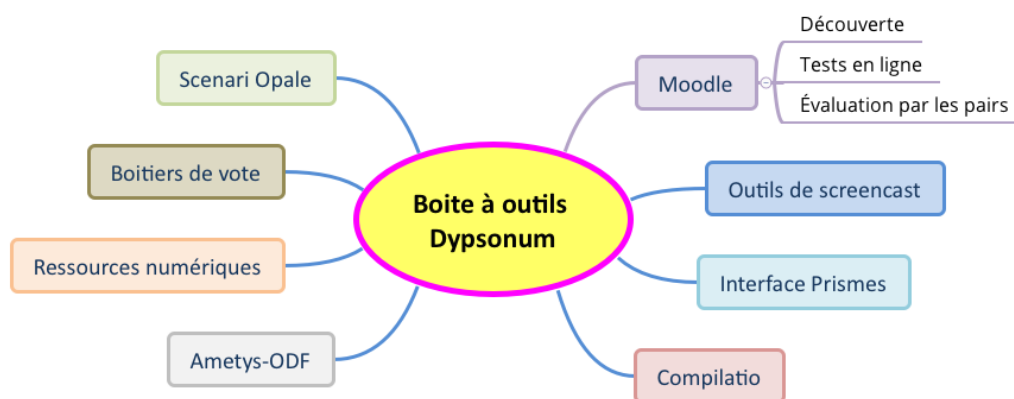 Découverte
Tests en ligne
Évaluation par les pairs
Scenari Opale
Moodle
Boitiers de vote
Outils de screencast
Boite à outils
Dypsonum
Ressources numériques
Interface Prismes
Ametys-ODF
Compilatio